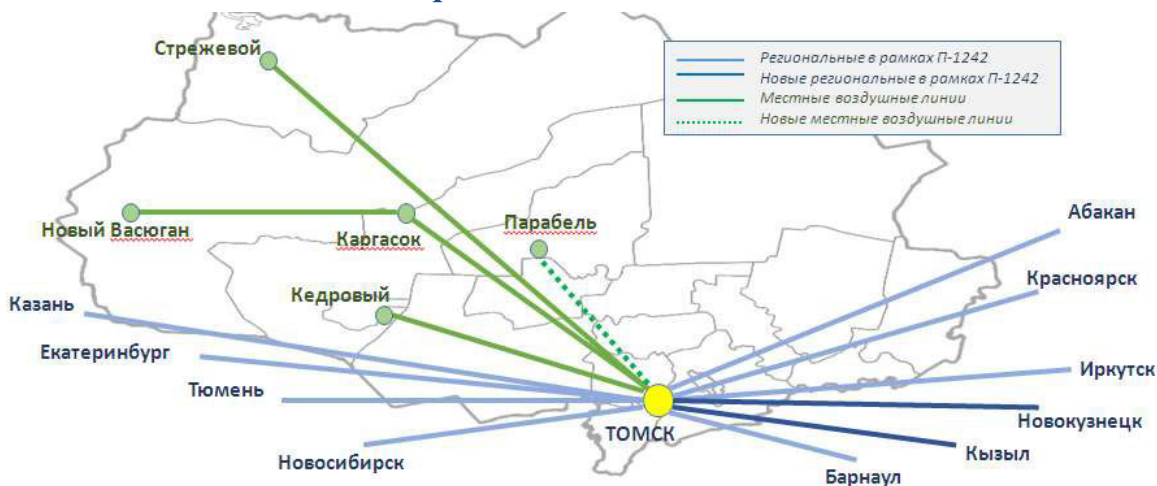 Стрежевой
Региональные в рамках П-1242
Новые региональные в рамках П-1242
Местные воздушные линии
Новые местные воздушные линии
Новый Васюган
Каргасок
Парабель
Абакан
Красноярск
Кедровый
Казань
Екатеринбург
Тюмень
Иркутск
ТОМСК
Новокузнецк
Новосибирск
Кызыл
Барнаул